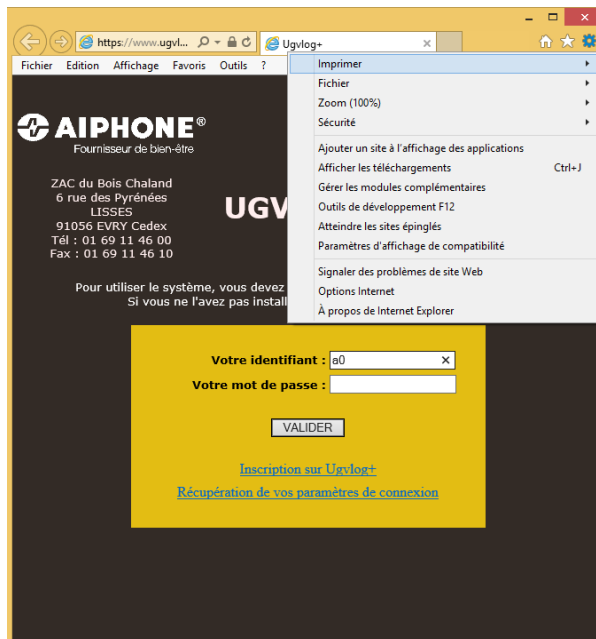 https://www.ugvl...
Ugvlog+
Fichier Edition Affichage Favoris Outils ?
Imprimer
Fichier
Zoom (100%)
Sécurité
Ajouter un site à l'affichage des applications
Afficher les téléchargements Ctrl+J
Gérer les modules complémentaires
Outils de développement F12
Atteindre les sites épinglés
Paramètres d'affichage de compatibilité
Signaler des problèmes de site Web
Options Internet
À propos de Internet Explorer
AIPHONE®
Fournisseur de bien-être
ZAC du Bois Chaland
6 rue des Pyrénées
LISSES
91056 EVRY Cedex
Tél : 01 69 11 46 00
Fax : 01 69 11 46 10
UGV
Pour utiliser le système, vous devez
Si vous ne l'avez pas install
Votre identifiant : a0
Votre mot de passe :
VALIDER
Inscription sur Ugvlog+
Récupération de vos paramètres de connexion